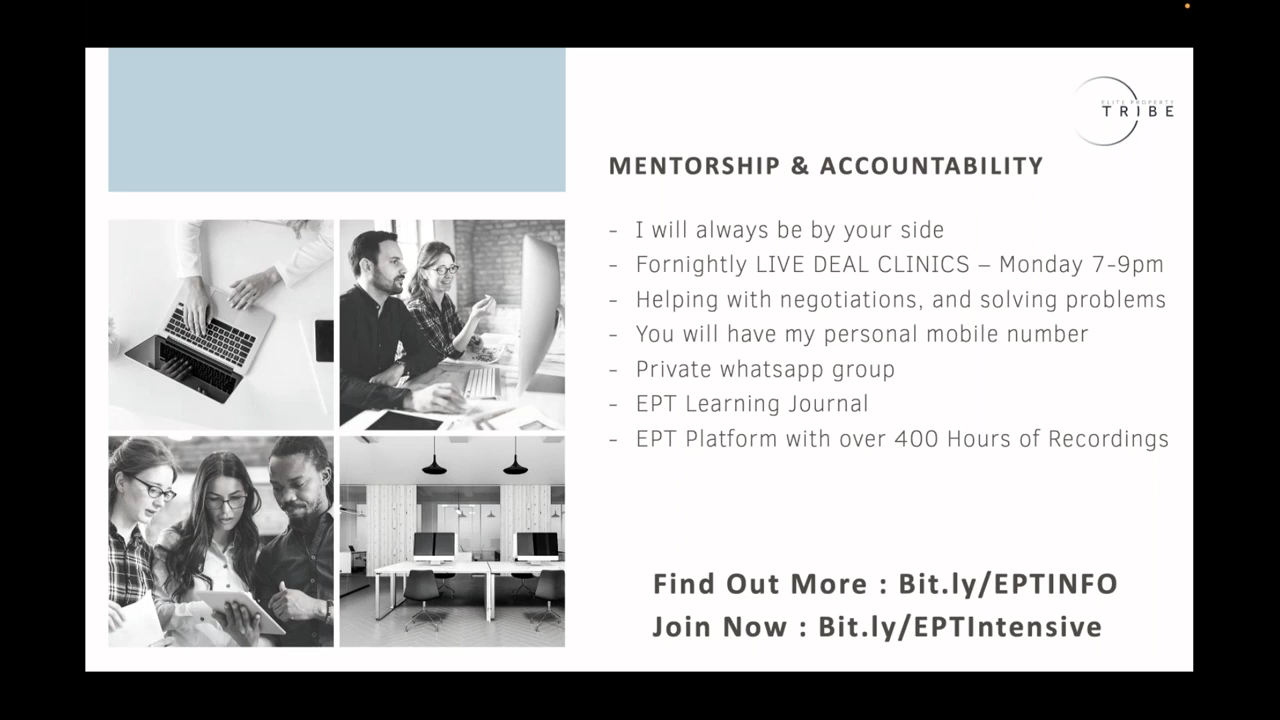 ELITE PROPERTY
TRIBE
MENTORSHIP & ACCOUNTABILITY
- I will always be by your side
- Fornightly LIVE DEAL CLINICS – Monday 7-9pm
- Helping with negotiations, and solving problems
- You will have my personal mobile number
- Private whatsapp group
- EPT Learning Journal
- EPT Platform with over 400 Hours of Recordings
Find Out More : Bit.ly/EPTINFO
Join Now : Bit.ly/EPTIntensive